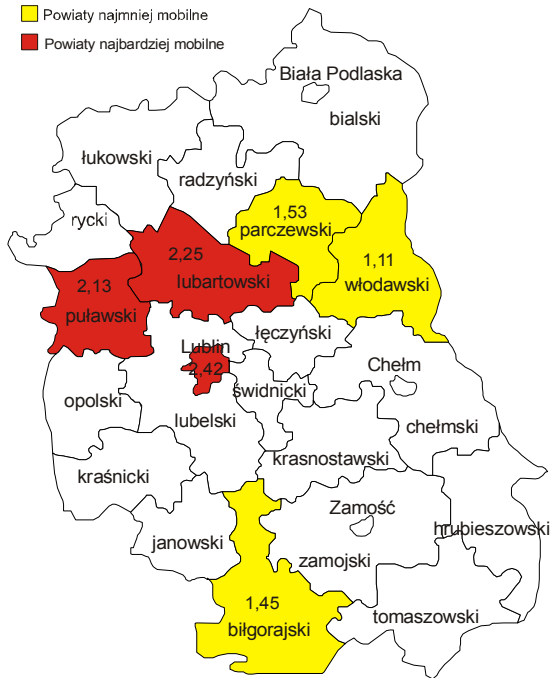 Powiaty najmniej mobilne
Powiaty najbardziej mobilne
Biała Podlaska
bialski
łukowski
radzyński
rycki
1,53
parczewski
2,25
lubartowski
1,11
włodawski
2,13
puławski
łęczyński
Lublin
2,42
Chełm
świdnicki
opolski
lubelski
chełmski
krasnostawski
kraśnicki
Zamość
hrubieszowski
janowski
zamojski
1,45
biłgorajski
tomaszowski